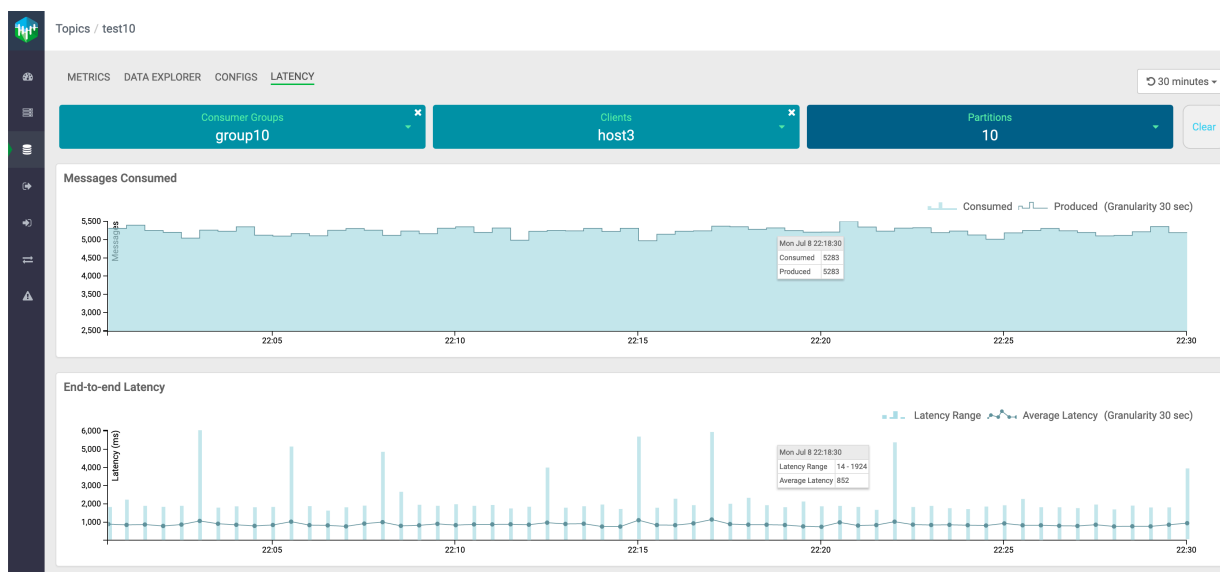 Topics / test10
METRICS DATA EXPLORER CONFIGS LATENCY
30 minutes
Consumer Groups
group10
Clients
host3
Partitions
10
Clear
Messages Consumed
Consumed Produced (Granularity 30 sec)
Messages
5,500
5,000
4,500
4,000
3,500
3,000
2,500
Mon Jul 8 22:18:30
Consumed 5283
Produced 5283
22:05 22:10 22:15 22:20 22:25 22:30
End-to-end Latency
Latency Range Average Latency (Granularity 30 sec)
Latency (ms)
6,000
5,000
4,000
3,000
2,000
1,000
Mon Jul 8 22:18:30
Latency Range 14 - 1924
Average Latency 852
22:05 22:10 22:15 22:20 22:25 22:30